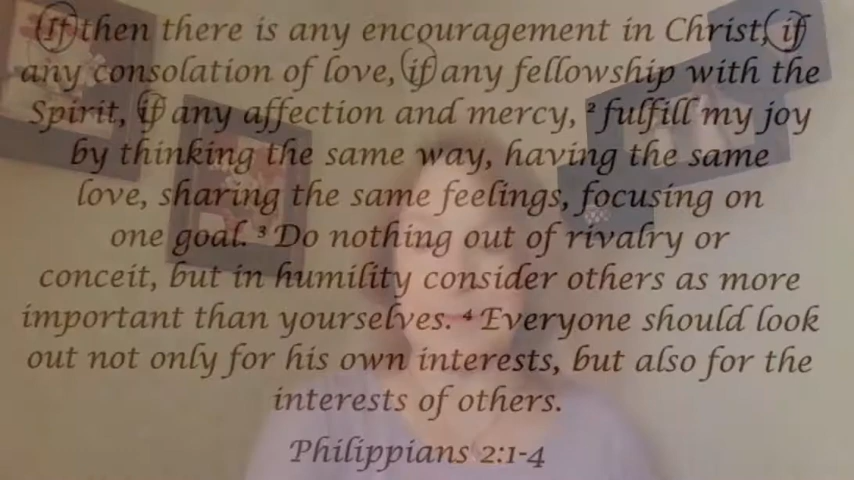 If then there is any encouragement in Christ, if
any consolation of love, if any fellowship with the
Spirit, if any affection and mercy, ² fulfill my joy
by thinking the same way, having the same
love, sharing the same feelings, focusing on
one goal. ³ Do nothing out of rivalry or
conceit, but in humility consider others as more
important than yourselves. ⁴ Everyone should look
out not only for his own interests, but also for the
interests of others.
Philippians 2:1-4